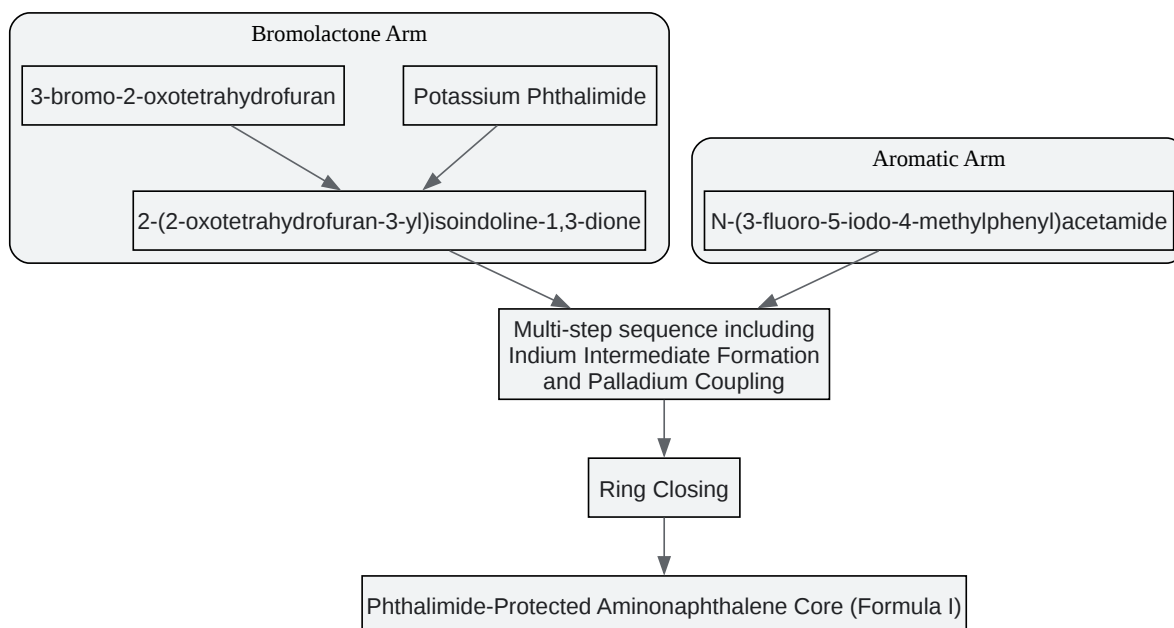 Bromolactone Arm
3-bromo-2-oxotetrahydrofuran
Potassium Phthalimide
2-(2-oxotetrahydrofuran-3-yl)isoindoline-1,3-dione
Aromatic Arm
N-(3-fluoro-5-iodo-4-methylphenyl)acetamide
Multi-step sequence including
Indium Intermediate Formation
and Palladium Coupling
Ring Closing
Phthalimide-Protected Aminonaphthalene Core (Formula I)